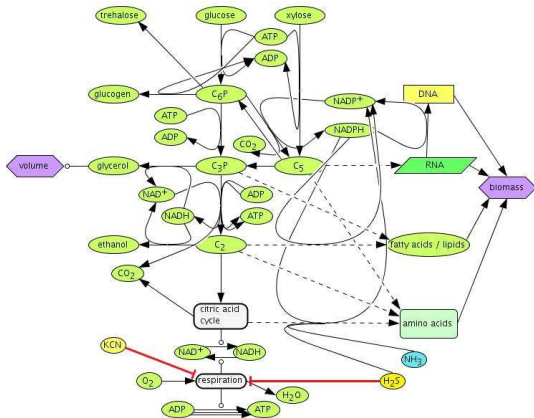 trehalose
glucose
xylose
ATP
ADP
glucogen
C6P
NADP+
DNA
ATP
NADPH
ADP
CO2
volume
glycerol
C3P
C5
RNA
biomass
NAD+
ADP
NADH
ATP
ethanol
C2
fatty acids / lipids
CO2
citric acid
cycle
amino acids
KCN
NAD+
NADH
NH3
O2
respiration
H2S
H2O
ADP
ATP